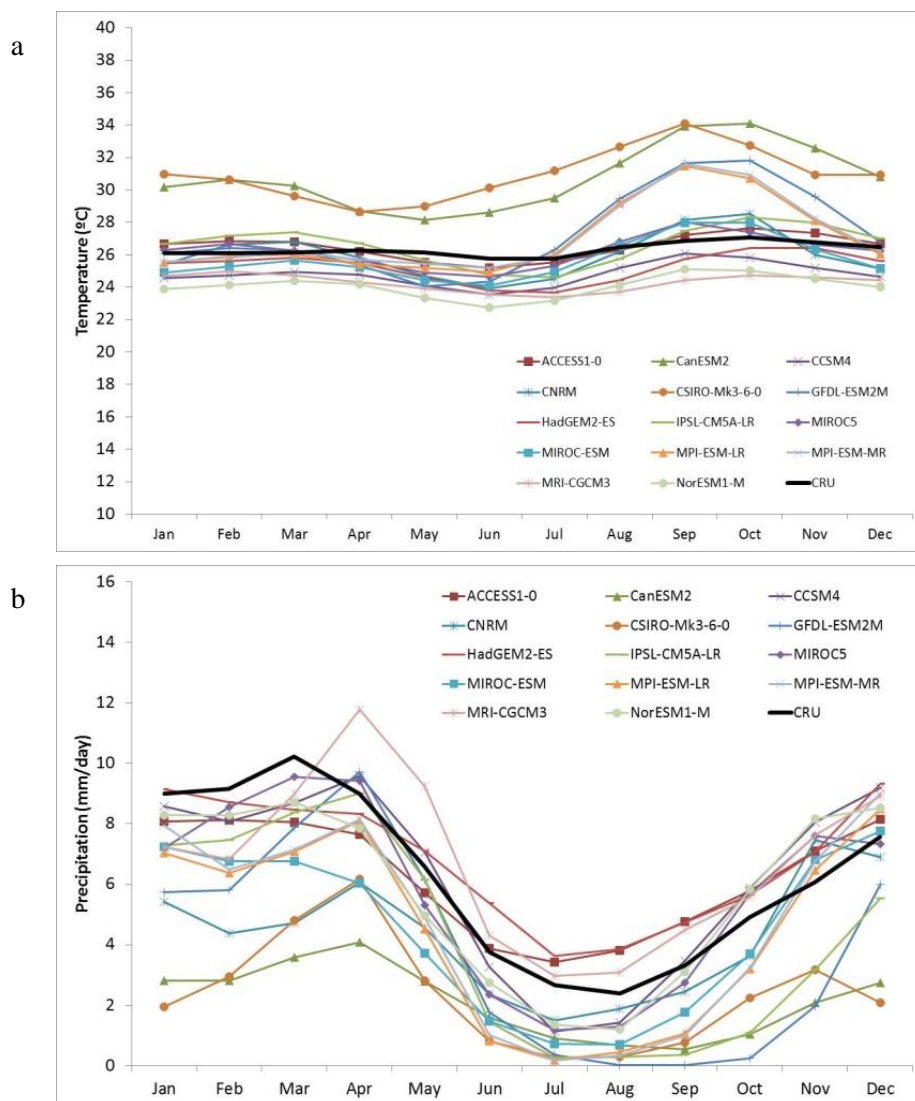 a
40
38
36
34
32
30
28
26
24
22
20
18
16
14
12
10
Temperature (ºC)
Jan Feb Mar Apr May Jun Jul Aug Sep Oct Nov Dec
ACCESS1-0 CanESM2 CCSM4
CNRM CSIRO-Mk3-6-0 GFDL-ESM2M
HadGEM2-ES IPSL-CM5A-LR MIROC5
MIROC-ESM MPI-ESM-LR MPI-ESM-MR
MRI-CGCM3 NorESM1-M CRU
b
16
14
12
10
8
6
4
2
0
Precipitation (mm/day)
Jan Feb Mar Apr May Jun Jul Aug Sep Oct Nov Dec
ACCESS1-0 CanESM2 CCSM4
CNRM CSIRO-Mk3-6-0 GFDL-ESM2M
HadGEM2-ES IPSL-CM5A-LR MIROC5
MIROC-ESM MPI-ESM-LR MPI-ESM-MR
MRI-CGCM3 NorESM1-M CRU